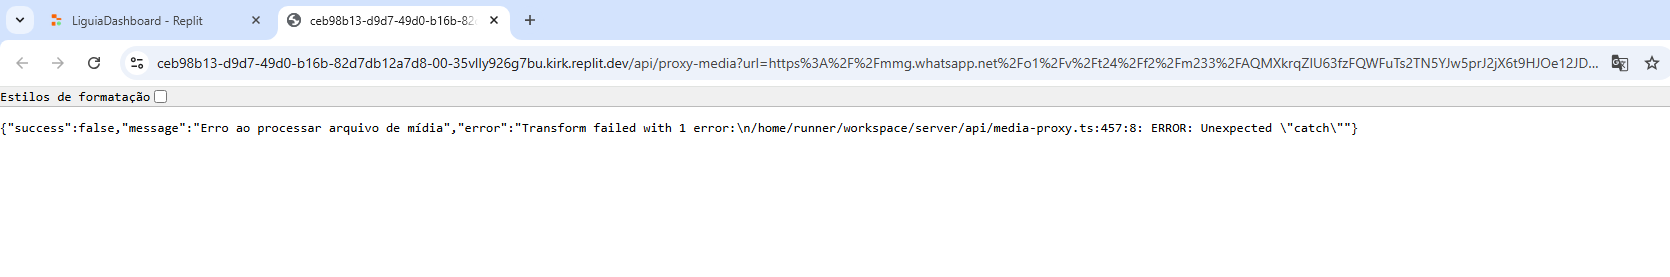 LiguiaDashboard - Replit
ceb98b13-d9d7-49d0-b16b-82
ceb98b13-d9d7-49d0-b16b-82d7db12a7d8-00-35vlly926g7bu.kirk.replit.dev/api/proxy-media?url=https%3A%2F%2Fmmg.whatsapp.net%2Fo1%2Fv%2Ft24%2Ff2%2Fm233%2FAQMXkrqZIU63fzFQWFuTs2TN5YJw5prJ2jX6t9HJOe12JD...
Estilos de formatação
{"success":false,"message":"Erro ao processar arquivo de mídia","error":"Transform failed with 1 error:\n/home/runner/workspace/server/api/media-proxy.ts:457:8: ERROR: Unexpected \"catch\""}